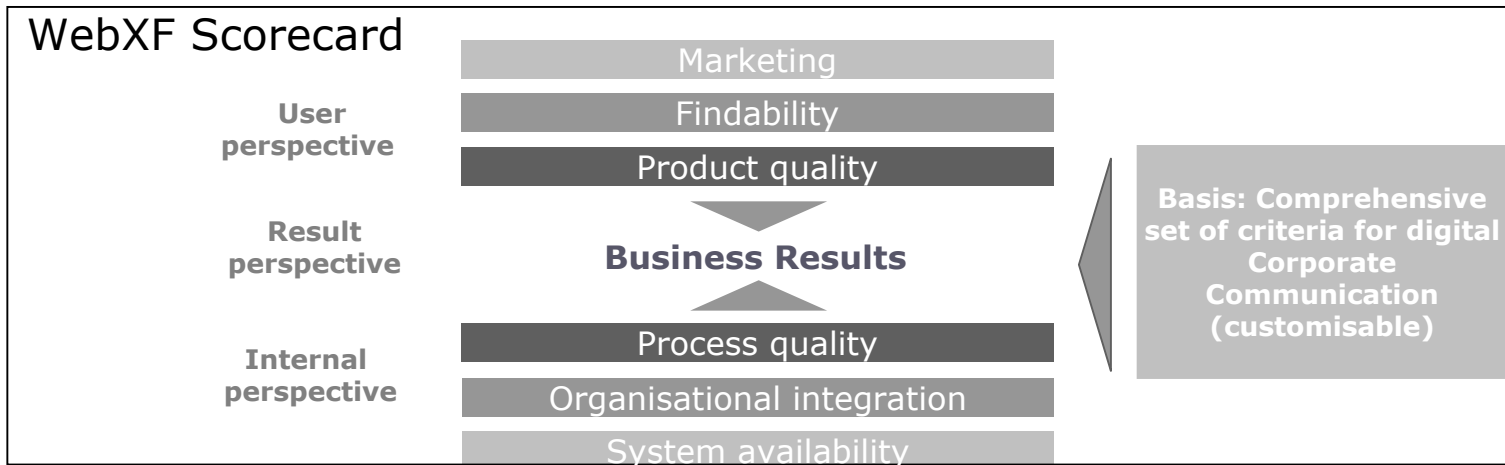 WebXF Scorecard
Marketing
User
perspective
Findability
Product quality
Result
perspective
Business Results
Internal
perspective
Process quality
Organisational integration
System availability
Basis: Comprehensive
set of criteria for digital
Corporate
Communication
(customisable)